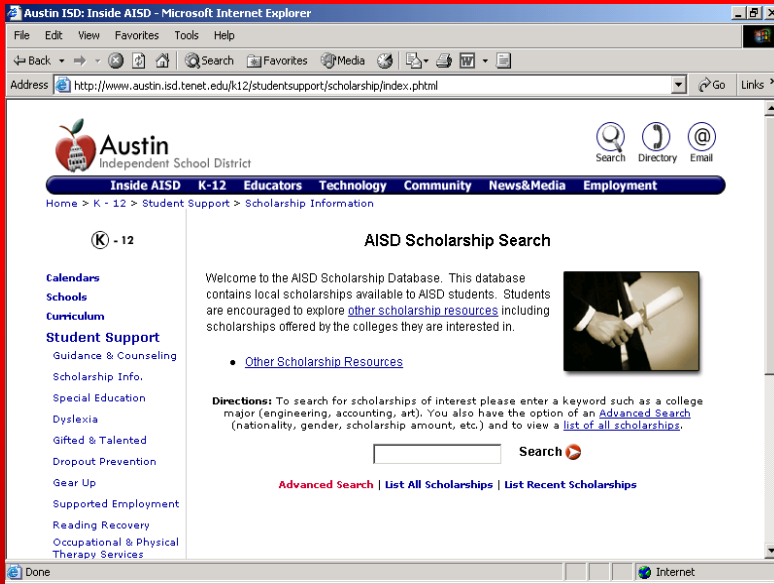 Austin ISD: Inside AISD - Microsoft Internet Explorer
File Edit View Favorites Tools Help
Back Search Favorites Media
Address http://www.austin.isd.tenet.edu/k12/studentsupport/scholarship/index.phtml Go Links »
Austin
Independent School District
Search Directory Email
Inside AISD K-12 Educators Technology Community News&Media Employment
Home > K - 12 > Student Support > Scholarship Information
K - 12
Calendars
Schools
Curriculum
Student Support
Guidance & Counseling
Scholarship Info.
Special Education
Dyslexia
Gifted & Talented
Dropout Prevention
Gear Up
Supported Employment
Reading Recovery
Occupational & Physical
Therapy Services
AISD Scholarship Search
Welcome to the AISD Scholarship Database. This database
contains local scholarships available to AISD students. Students
are encouraged to explore other scholarship resources including
scholarships offered by the colleges they are interested in.
• Other Scholarship Resources
Directions: To search for scholarships of interest please enter a keyword such as a college
major (engineering, accounting, art). You also have the option of an Advanced Search
(nationality, gender, scholarship amount, etc.) and to view a list of all scholarships.
Search
Advanced Search | List All Scholarships | List Recent Scholarships
Done Internet